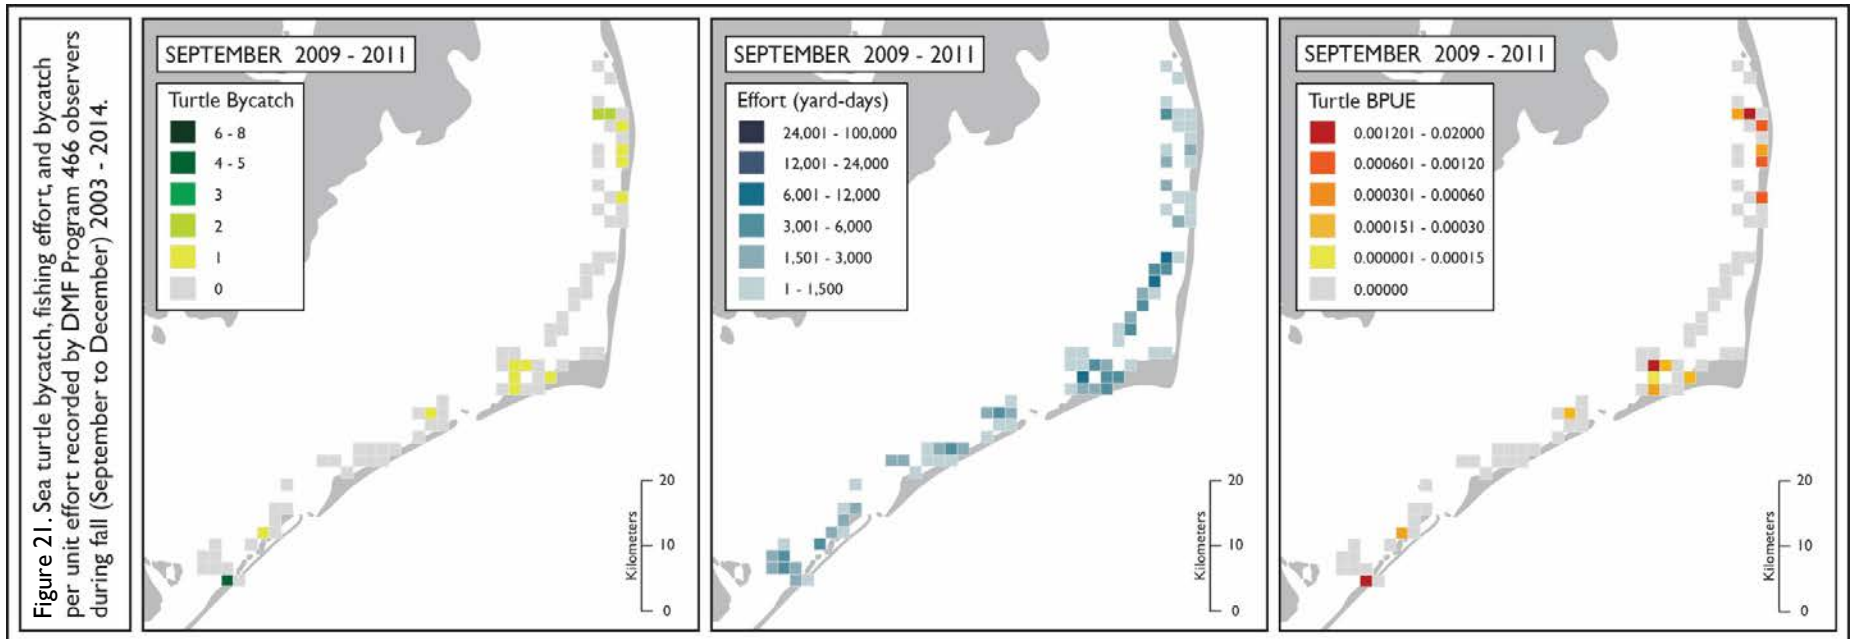 Figure 21. Sea turtle bycatch, fishing effort, and bycatch
per unit effort recorded by DMF Program 466 observers
during fall (September to December) 2003 - 2014.
SEPTEMBER 2009 - 2011
Turtle Bycatch
6 - 8
4 - 5
3
2
1
0
20
10
0
Kilometers
SEPTEMBER 2009 - 2011
Effort (yard-days)
24,001 - 100,000
12,001 - 24,000
6,001 - 12,000
3,001 - 6,000
1,501 - 3,000
1 - 1,500
20
10
0
Kilometers
SEPTEMBER 2009 - 2011
Turtle BPUE
0.001201 - 0.02000
0.000601 - 0.00120
0.000301 - 0.00060
0.000151 - 0.00030
0.000001 - 0.00015
0.00000
20
10
0
Kilometers